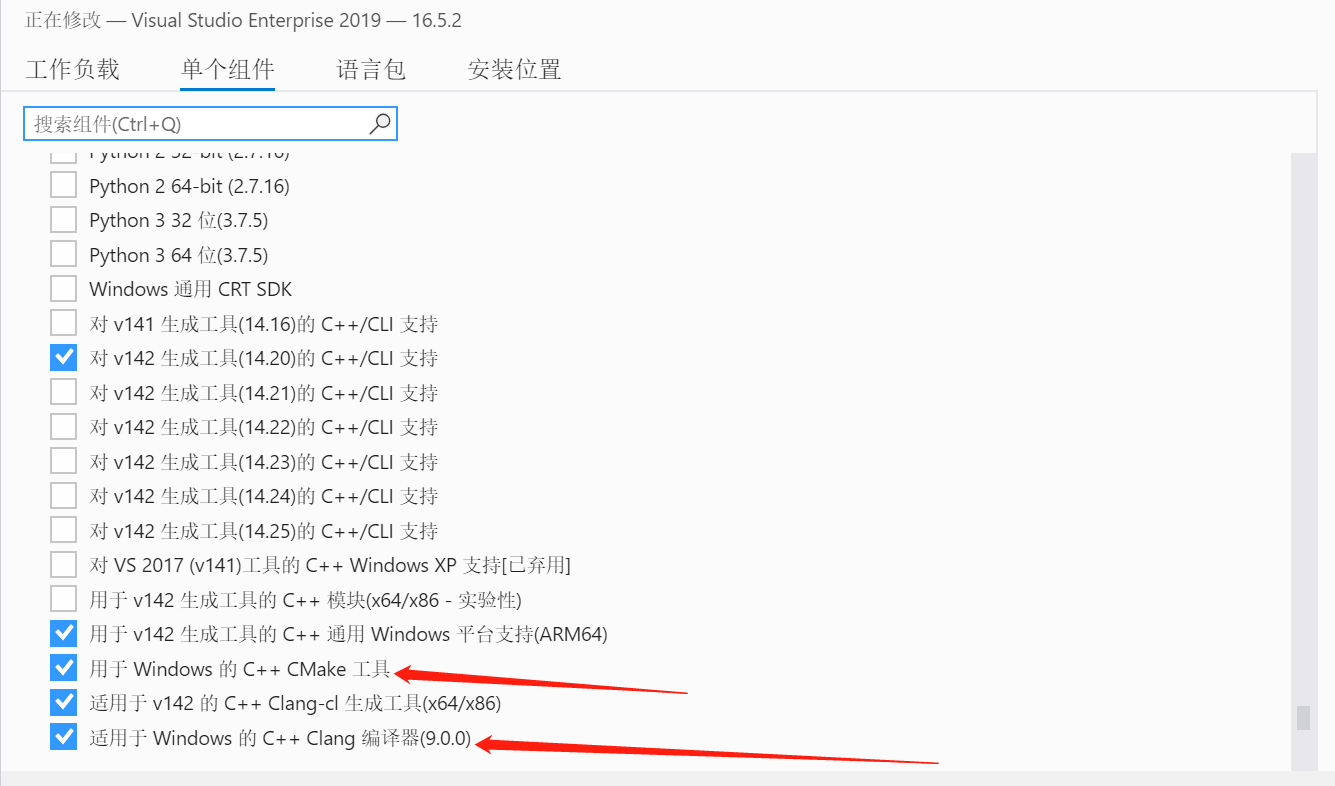 正在修改 — Visual Studio Enterprise 2019 — 16.5.2
工作负载 单个组件 语言包 安装位置
搜索组件(Ctrl+Q)
Python 2 32-bit (2.7.16)
Python 2 64-bit (2.7.16)
Python 3 32 位(3.7.5)
Python 3 64 位(3.7.5)
Windows 通用 CRT SDK
对 v141 生成工具(14.16)的 C++/CLI 支持
对 v142 生成工具(14.20)的 C++/CLI 支持
对 v142 生成工具(14.21)的 C++/CLI 支持
对 v142 生成工具(14.22)的 C++/CLI 支持
对 v142 生成工具(14.23)的 C++/CLI 支持
对 v142 生成工具(14.24)的 C++/CLI 支持
对 v142 生成工具(14.25)的 C++/CLI 支持
对 VS 2017 (v141)工具的 C++ Windows XP 支持[已弃用]
用于 v142 生成工具的 C++ 模块(x64/x86 - 实验性)
用于 v142 生成工具的 C++ 通用 Windows 平台支持(ARM64)
用于 Windows 的 C++ CMake 工具
适用于 v142 的 C++ Clang-cl 生成工具(x64/x86)
适用于 Windows 的 C++ Clang 编译器(9.0.0)